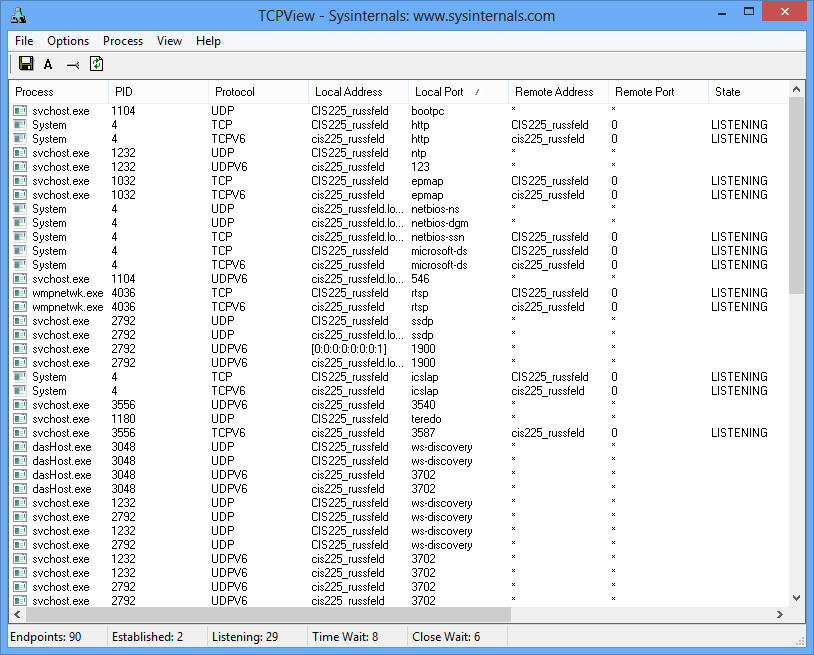 TCPView - Sysinternals: www.sysinternals.com
File Options Process View Help
A
Process PID Protocol Local Address Local Port / Remote Address Remote Port State
svchost.exe 1104 UDP CIS225_russfeld bootpc * *
System 4 TCP CIS225_russfeld http CIS225_russfeld 0 LISTENING
System 4 TCPV6 cis225_russfeld http cis225_russfeld 0 LISTENING
svchost.exe 1232 UDP CIS225_russfeld ntp * *
svchost.exe 1232 UDPV6 cis225_russfeld 123 * *
svchost.exe 1032 TCP CIS225_russfeld epmap CIS225_russfeld 0 LISTENING
svchost.exe 1032 TCPV6 cis225_russfeld epmap cis225_russfeld 0 LISTENING
System 4 UDP cis225_russfeld.lo... netbios-ns * *
System 4 UDP cis225_russfeld.lo... netbios-dgm * *
System 4 TCP cis225_russfeld.lo... netbios-ssn CIS225_russfeld 0 LISTENING
System 4 TCP CIS225_russfeld microsoft-ds CIS225_russfeld 0 LISTENING
System 4 TCPV6 cis225_russfeld microsoft-ds cis225_russfeld 0 LISTENING
svchost.exe 1104 UDPV6 cis225_russfeld.lo... 546 * *
wmpnetwk.exe 4036 TCP CIS225_russfeld rtsp CIS225_russfeld 0 LISTENING
wmpnetwk.exe 4036 TCPV6 cis225_russfeld rtsp cis225_russfeld 0 LISTENING
svchost.exe 2792 UDP CIS225_russfeld ssdp * *
svchost.exe 2792 UDP cis225_russfeld.lo... ssdp * *
svchost.exe 2792 UDPV6 [0:0:0:0:0:0:0:1] 1900 * *
svchost.exe 2792 UDPV6 cis225_russfeld.lo... 1900 * *
System 4 TCP CIS225_russfeld icslap CIS225_russfeld 0 LISTENING
System 4 TCPV6 cis225_russfeld icslap cis225_russfeld 0 LISTENING
svchost.exe 3556 UDPV6 cis225_russfeld 3540 * *
svchost.exe 1180 UDP CIS225_russfeld teredo * *
svchost.exe 3556 TCPV6 cis225_russfeld 3587 cis225_russfeld 0 LISTENING
dasHost.exe 3048 UDP CIS225_russfeld ws-discovery * *
dasHost.exe 3048 UDP CIS225_russfeld ws-discovery * *
dasHost.exe 3048 UDPV6 cis225_russfeld 3702 * *
dasHost.exe 3048 UDPV6 cis225_russfeld 3702 * *
svchost.exe 1232 UDP CIS225_russfeld ws-discovery * *
svchost.exe 2792 UDP CIS225_russfeld ws-discovery * *
svchost.exe 1232 UDP CIS225_russfeld ws-discovery * *
svchost.exe 2792 UDP CIS225_russfeld ws-discovery * *
svchost.exe 1232 UDPV6 cis225_russfeld 3702 * *
svchost.exe 1232 UDPV6 cis225_russfeld 3702 * *
svchost.exe 2792 UDPV6 cis225_russfeld 3702 * *
svchost.exe 2792 UDPV6 cis225_russfeld 3702 * *
Endpoints: 90 Established: 2 Listening: 29 Time Wait: 8 Close Wait: 6